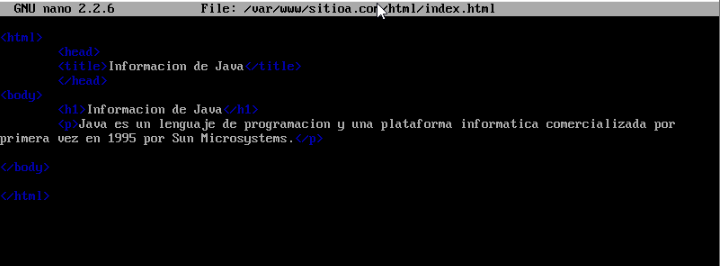 GNU nano 2.2.6 File: /var/www/sitioa.com/html/index.html
<html>
<head>
<title>Informacion de Java</title>
</head>
<body>
<h1>Informacion de Java</h1>
<p>Java es un lenguaje de programacion y una plataforma informatica comercializada por
primera vez en 1995 por Sun Microsystems.</p>
</body>
</html>